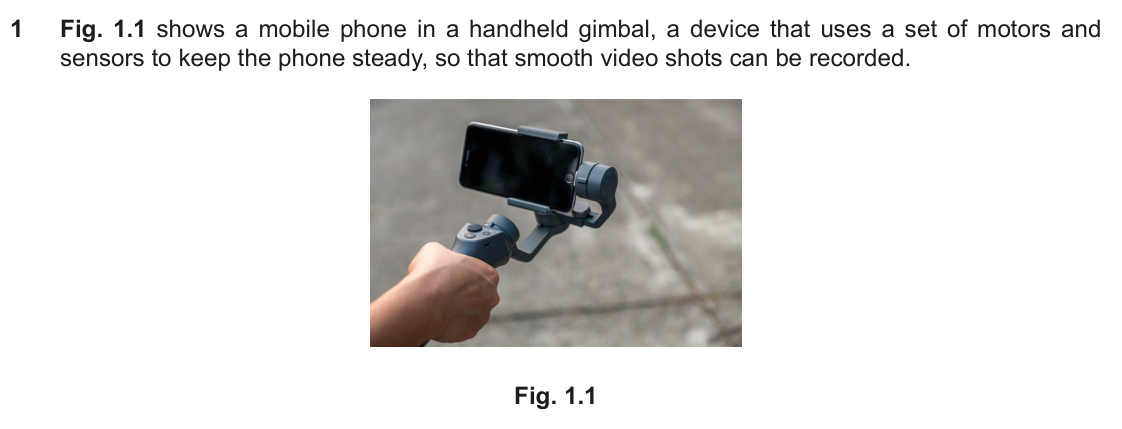 1 Fig. 1.1 shows a mobile phone in a handheld gimbal, a device that uses a set of motors and
sensors to keep the phone steady, so that smooth video shots can be recorded.
Fig. 1.1